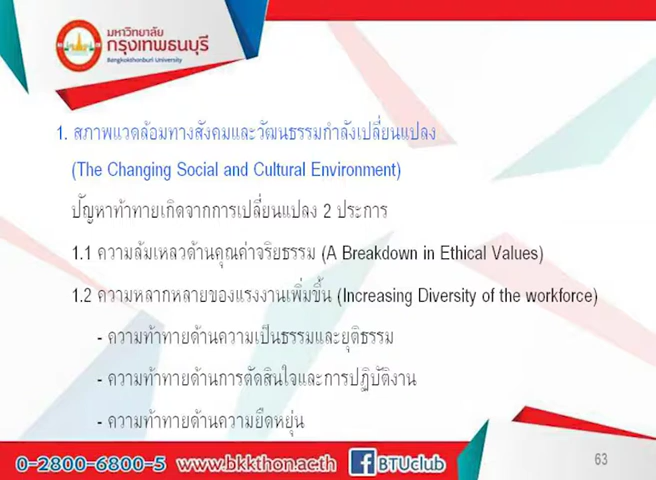 มหาวิทยาลัย
กรุงเทพธนบุรี
Bangkokthonburi University
1. สภาพแวดล้อมทางสังคมและวัฒนธรรมกำลังเปลี่ยนแปลง
(The Changing Social and Cultural Environment)
ปัญหาท้าทายเกิดจากการเปลี่ยนแปลง 2 ประการ
1.1 ความล้มเหลวด้านคุณค่าจริยธรรม (A Breakdown in Ethical Values)
1.2 ความหลากหลายของแรงงานเพิ่มขึ้น (Increasing Diversity of the workforce)
- ความท้าทายด้านความเป็นธรรมและยุติธรรม
- ความท้าทายด้านการตัดสินใจและการปฏิบัติงาน
- ความท้าทายด้านความยืดหยุ่น
0-2800-6800-5 www.bkkthon.ac.th f BTUclub
63